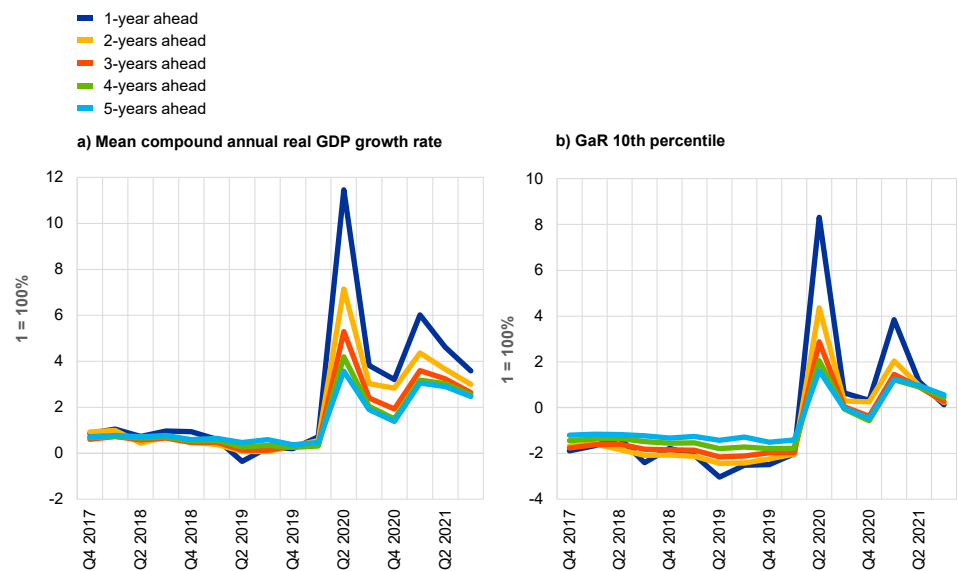 1-year ahead
2-years ahead
3-years ahead
4-years ahead
5-years ahead
a) Mean compound annual real GDP growth rate
12
10
8
6
4
2
0
-2
1 = 100%
Q4 2017
Q2 2018
Q4 2018
Q2 2019
Q4 2019
Q2 2020
Q4 2020
Q2 2021
b) GaR 10th percentile
10
8
6
4
2
0
-2
-4
1 = 100%
Q4 2017
Q2 2018
Q4 2018
Q2 2019
Q4 2019
Q2 2020
Q4 2020
Q2 2021